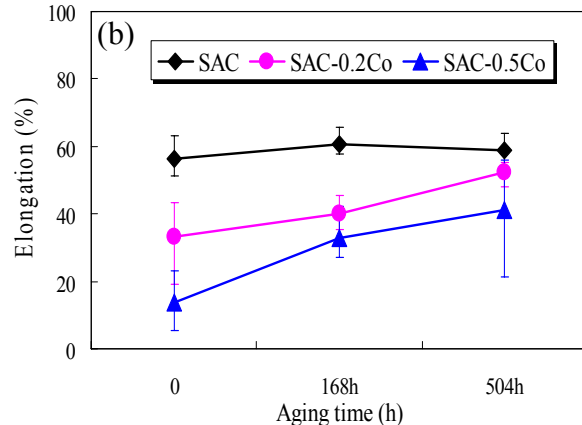 100
(b)
SAC SAC-0.2Co SAC-0.5Co
80
60
40
20
0
Elongation (%)
0 168h 504h
Aging time (h)